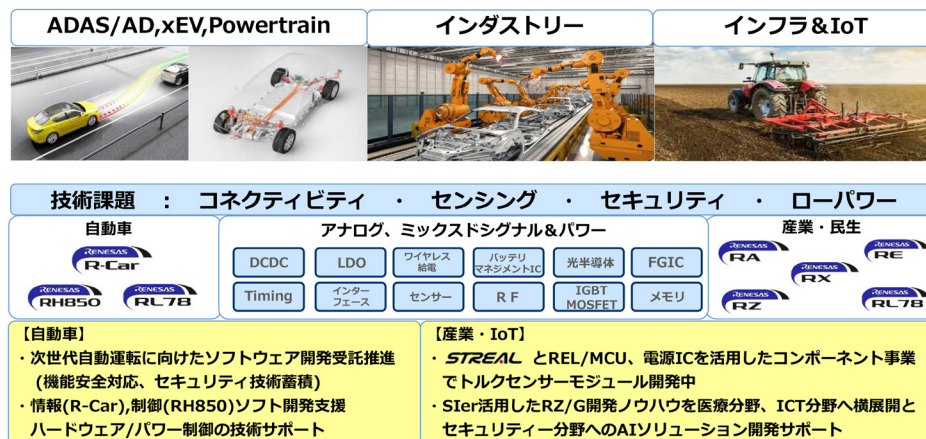 ADAS/AD,xEV,Powertrain
インダストリー
インフラ&IoT
技術課題 : コネクティビティ ・ センシング ・ セキュリティ ・ ローパワー
自動車
RENESAS
R-Car
RENESAS
RH850
RENESAS
RL78
アナログ、ミックスドシグナル&パワー
DCDC
LDO
ワイヤレス
給電
バッテリ
マネジメントIC
光半導体
FGIC
Timing
インター
フェース
センサー
RF
IGBT
MOSFET
メモリ
産業・民生
RENESAS
RA
RENESAS
RE
RENESAS
RX
RENESAS
RZ
RENESAS
RL78
【自動車】
・次世代自動運転に向けたソフトウェア開発受託推進
(機能安全対応、セキュリティ技術蓄積)
・情報(R-Car),制御(RH850)ソフト開発支援
ハードウェア/パワー制御の技術サポート
【産業・IoT】
・STREAL とREL/MCU、電源ICを活用したコンポーネント事業
でトルクセンサーモジュール開発中
・SIer活用したRZ/G開発ノウハウを医療分野、ICT分野へ横展開と
セキュリティー分野へのAIソリューション開発サポート